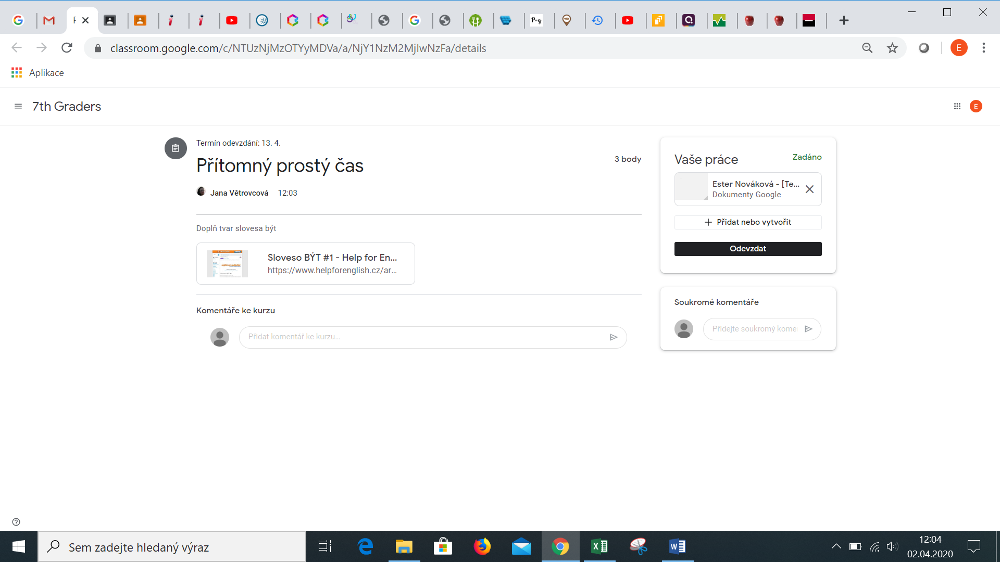 classroom.google.com/c/NTUzNjMzOTYyMDVa/a/NjY1NzM2MjIwNzFa/details
E
Aplikace
7th Graders
E
Termín odevzdání: 13. 4.
Přítomný prostý čas
3 body
Jana Větrovcová 12:03
Doplň tvar slovesa být
Sloveso BÝT #1 - Help for En...
https://www.helpforenglish.cz/ar...
Komentáře ke kurzu
Přidat komentář ke kurzu...
Vaše práce
Zadáno
Ester Nováková - [Te...
Dokumenty Google
Přidat nebo vytvořit
Odevzdat
Soukromé komentáře
Přidejte soukromý komen
Sem zadejte hledaný výraz
12:04
02.04.2020